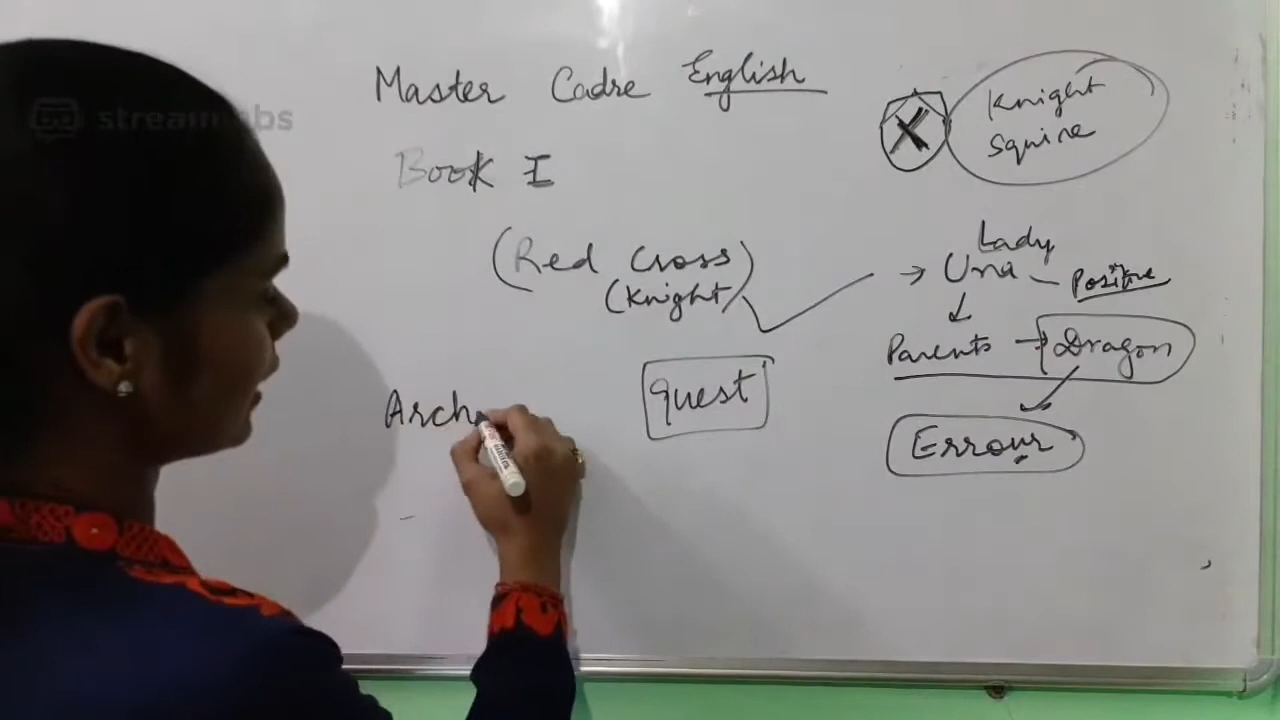 streamlabs
Master Cadre English
Book I
Knight
Squire
(Red Cross)
(Knight)
Lady
→ Una – Positive
Parents → Dragon
Quest
Errour
Arch